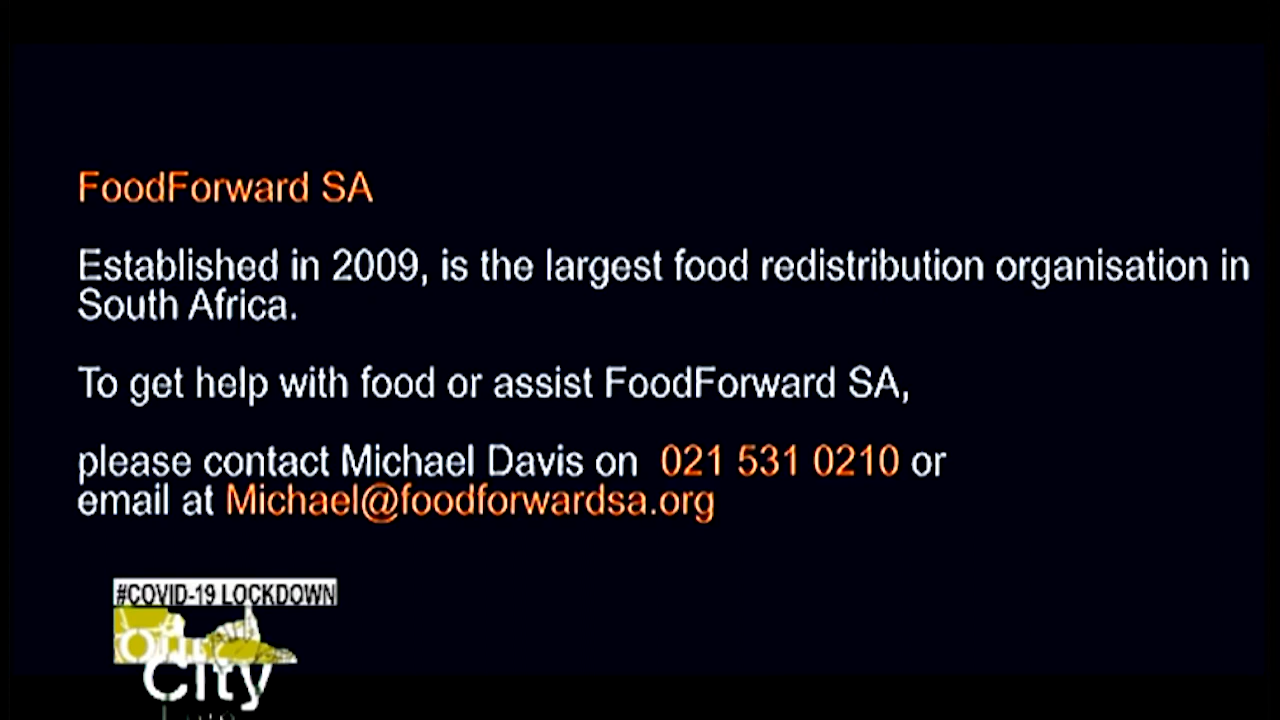 FoodForward SA
Established in 2009, is the largest food redistribution organisation in
South Africa.
To get help with food or assist FoodForward SA,
please contact Michael Davis on 021 531 0210 or
email at Michael@foodforwardsa.org
#COVID-19 LOCKDOWN
our
City